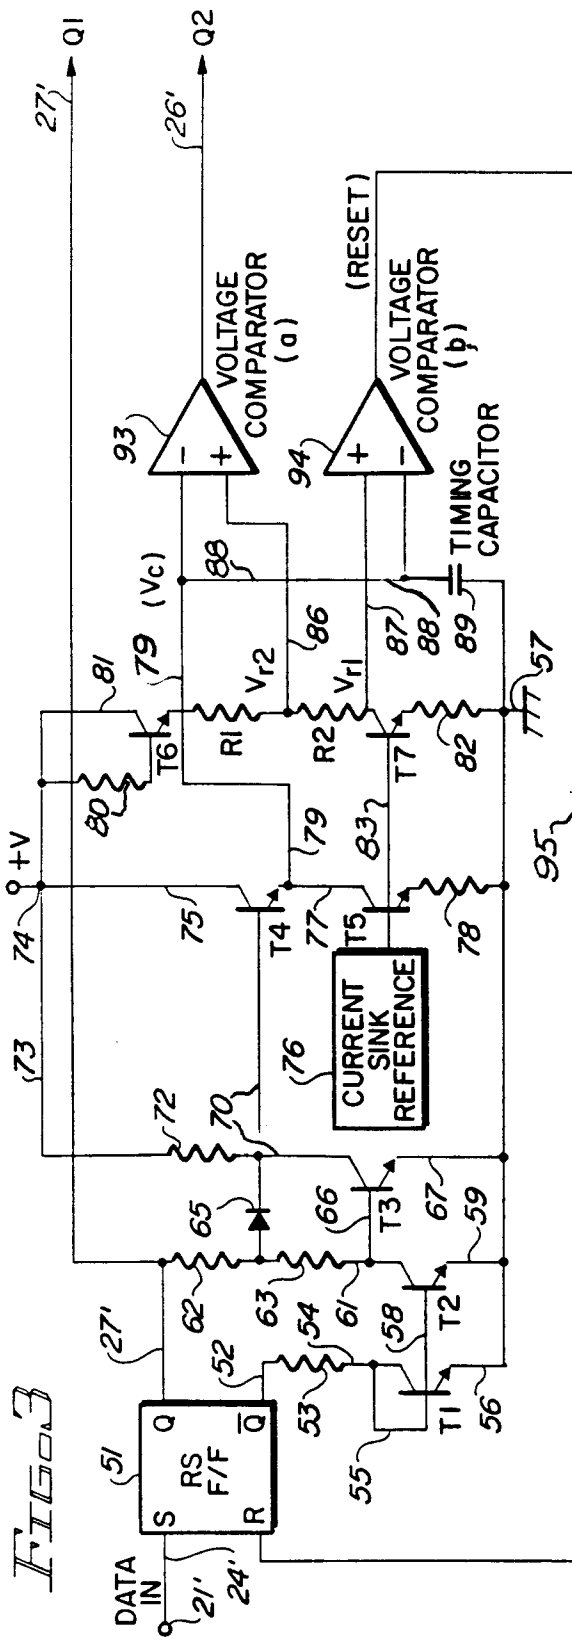 FIG. 3
DATA IN
21'
24'
S
Q
RS
F/F
R
Q̅
51
27'
52
53
54
55
56
T1
58
T2
59
61
62
63
65
66
T3
67
70
72
73
74
+V
75
T4
77
79
CURRENT
SINK
REFERENCE
76
T5
78
80
81
T6
R1
Vr2
R2
Vr1
T7
82
83
57
79
(Vc)
88
86
87
88
89
TIMING
CAPACITOR
93
−
+
VOLTAGE
COMPARATOR
(a)
94
+
−
VOLTAGE
COMPARATOR
(b)
(RESET)
95
27'
Q1
26'
Q2